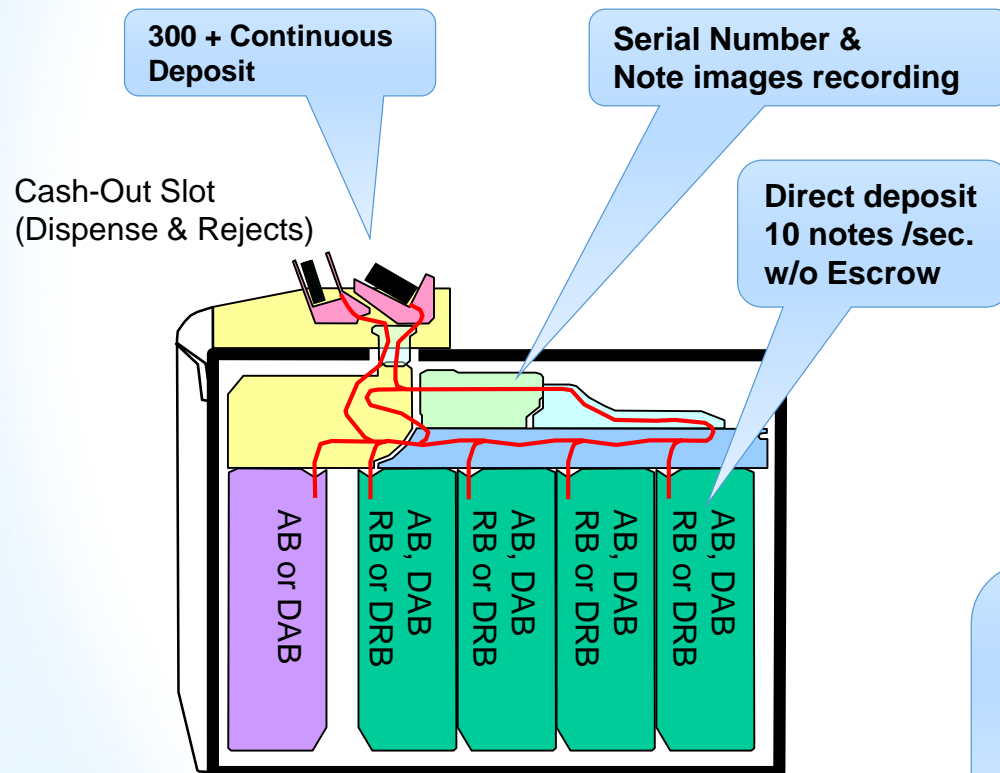 300 + Continuous
Deposit
Serial Number &
Note images recording
Cash-Out Slot
(Dispense & Rejects)
Direct deposit
10 notes /sec.
w/o Escrow
AB or DAB
AB, DAB
RB or DRB
AB, DAB
RB or DRB
AB, DAB
RB or DRB
AB, DAB
RB or DRB